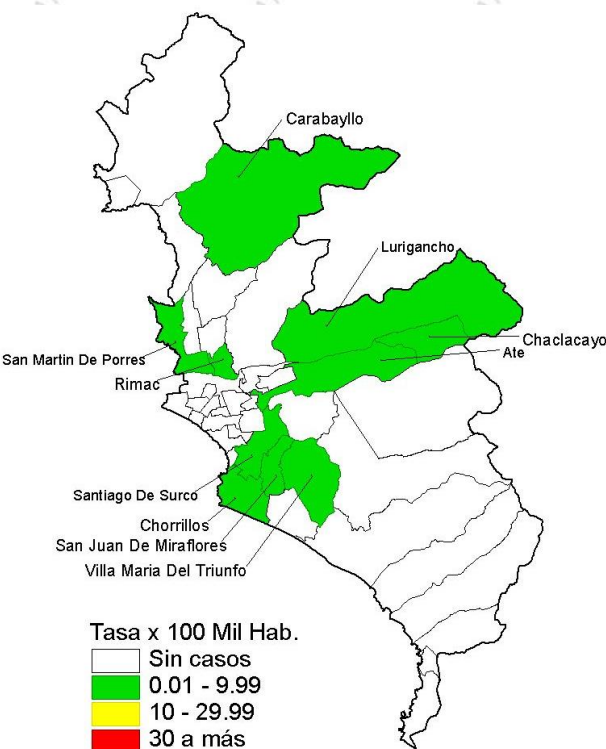 Carabayllo
Lurigancho
Chaclacayo
Ate
San Martin De Porres
Rimac
Santiago De Surco
Chorrillos
San Juan De Miraflores
Villa Maria Del Triunfo
Tasa x 100 Mil Hab.
Sin casos
0.01 - 9.99
10 - 29.99
30 a más